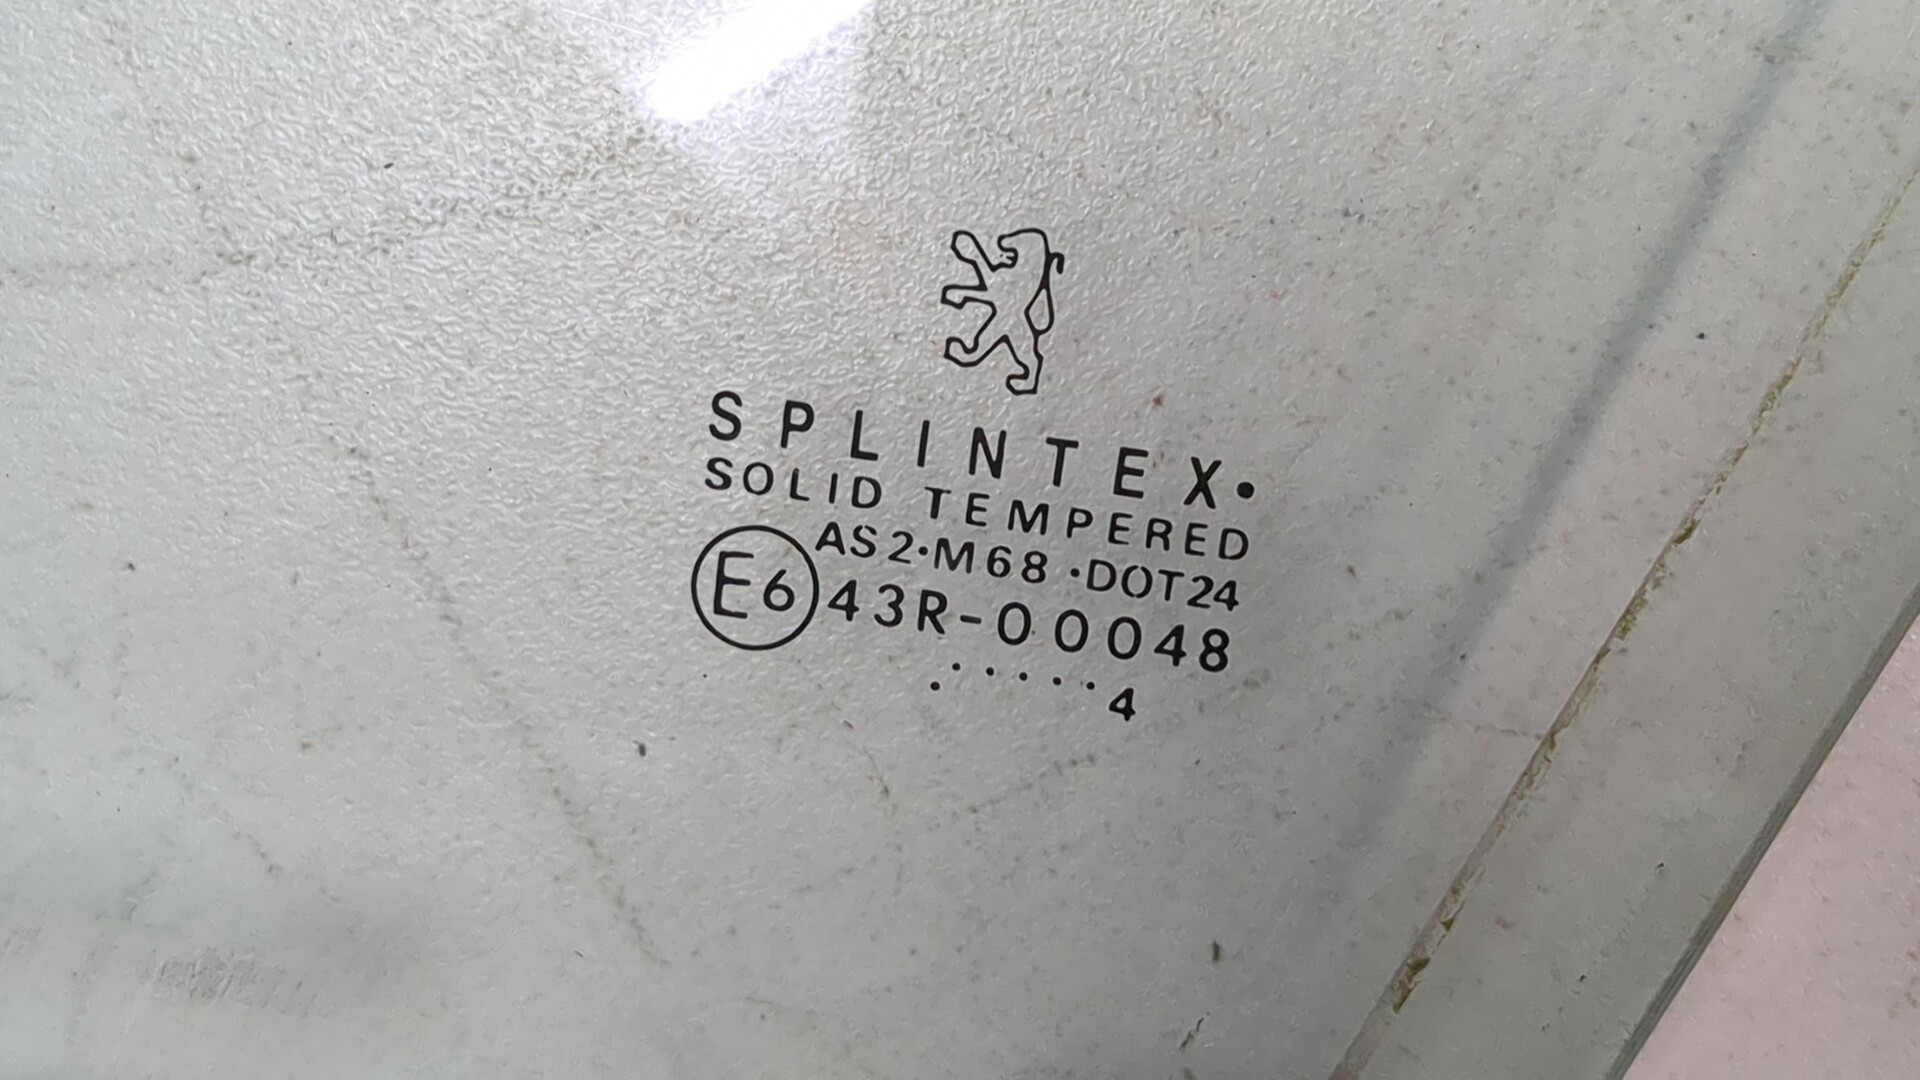 SPLINTEX•
SOLID TEMPERED
AS2•M68 •DOT24
E6 43R-00048
. . . . . . 4